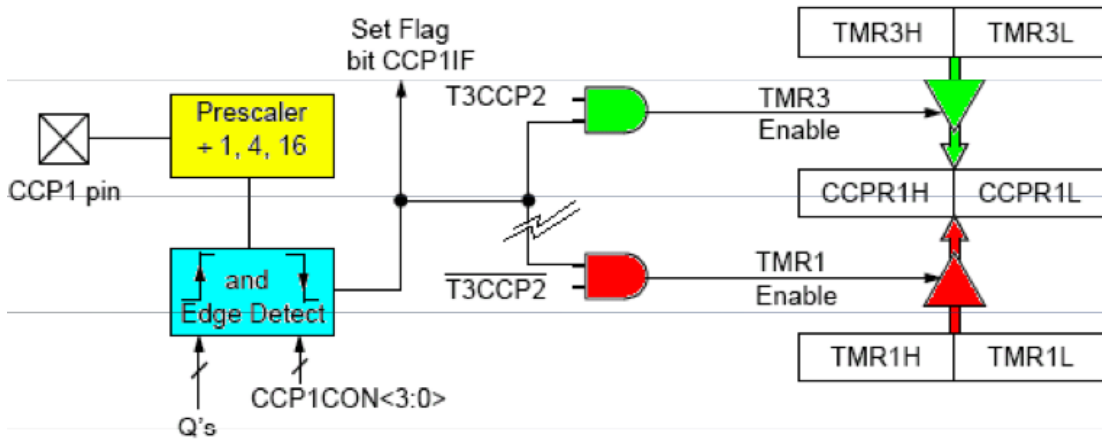 Set Flag
bit CCP1IF
TMR3H
TMR3L
T3CCP2
TMR3
Enable
Prescaler
÷ 1, 4, 16
CCP1 pin
CCPR1H
CCPR1L
and
Edge Detect
T3CCP2
TMR1
Enable
TMR1H
TMR1L
CCP1CON<3:0>
Q's